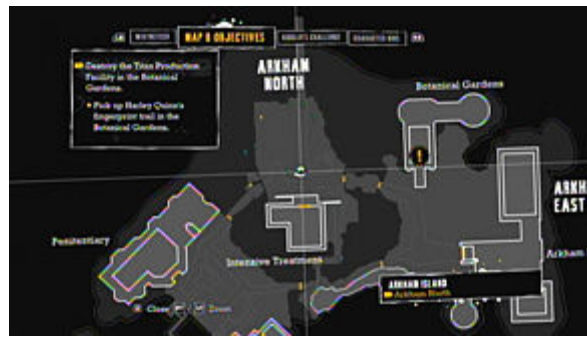 MAP & OBJECTIVES
Destroy the Titan Production
Facility in the Botanical
Gardens.
Pick up Harley Quinn's
fingerprint trail in the
Botanical Gardens.
ARKHAM
NORTH
Botanical Gardens
ARKH
EAST
Penitentiary
Intensive Treatment
Arkham
ARKHAM ISLAND
Arkham North
Close
Zoom